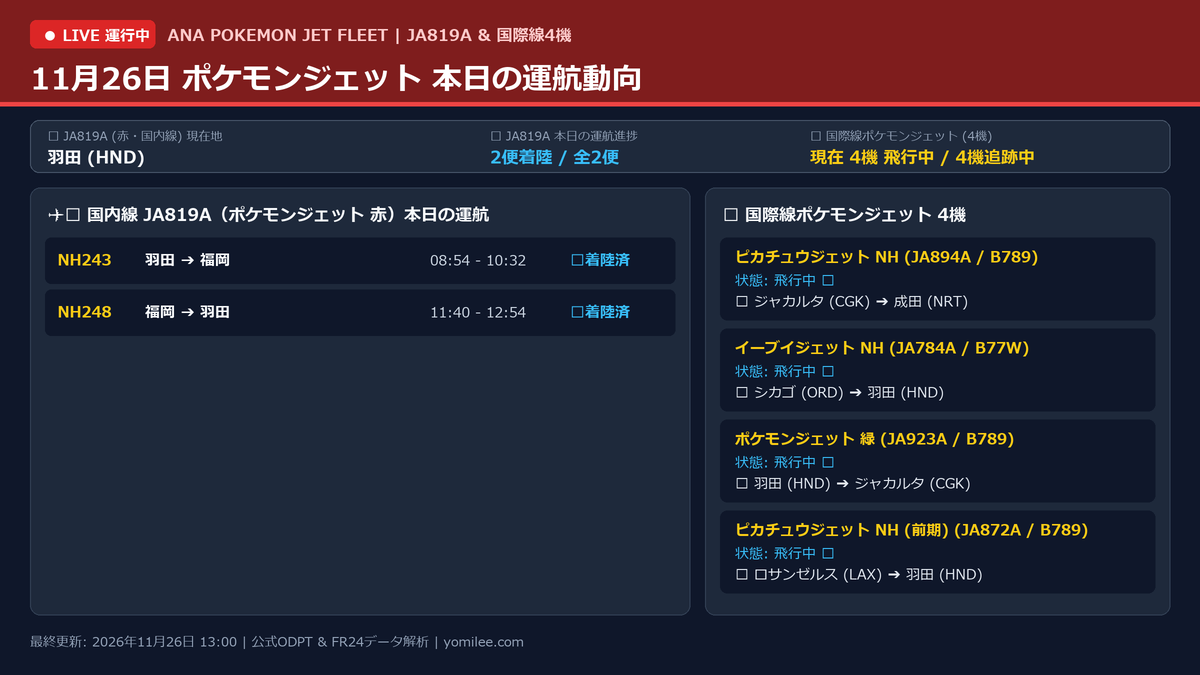 ● LIVE 運行中 ANA POKEMON JET FLEET | JA819A & 国際線4機
11月26日 ポケモンジェット 本日の運航動向
□ JA819A (赤・国内線) 現在地
羽田 (HND)
□ JA819A 本日の運航進捗
2便着陸 / 全2便
□ 国際線ポケモンジェット (4機)
現在 4機 飛行中 / 4機追跡中
✈□ 国内線 JA819A（ポケモンジェット 赤）本日の運航
NH243 羽田 → 福岡 08:54 - 10:32 □着陸済
NH248 福岡 → 羽田 11:40 - 12:54 □着陸済
□ 国際線ポケモンジェット 4機
ピカチュウジェット NH (JA894A / B789)
状態: 飛行中 □
□ ジャカルタ (CGK) ➔ 成田 (NRT)
イーブイジェット NH (JA784A / B77W)
状態: 飛行中 □
□ シカゴ (ORD) ➔ 羽田 (HND)
ポケモンジェット 緑 (JA923A / B789)
状態: 飛行中 □
□ 羽田 (HND) ➔ ジャカルタ (CGK)
ピカチュウジェット NH (前期) (JA872A / B789)
状態: 飛行中 □
□ ロサンゼルス (LAX) ➔ 羽田 (HND)
最終更新: 2026年11月26日 13:00 | 公式ODPT & FR24データ解析 | yomilee.com